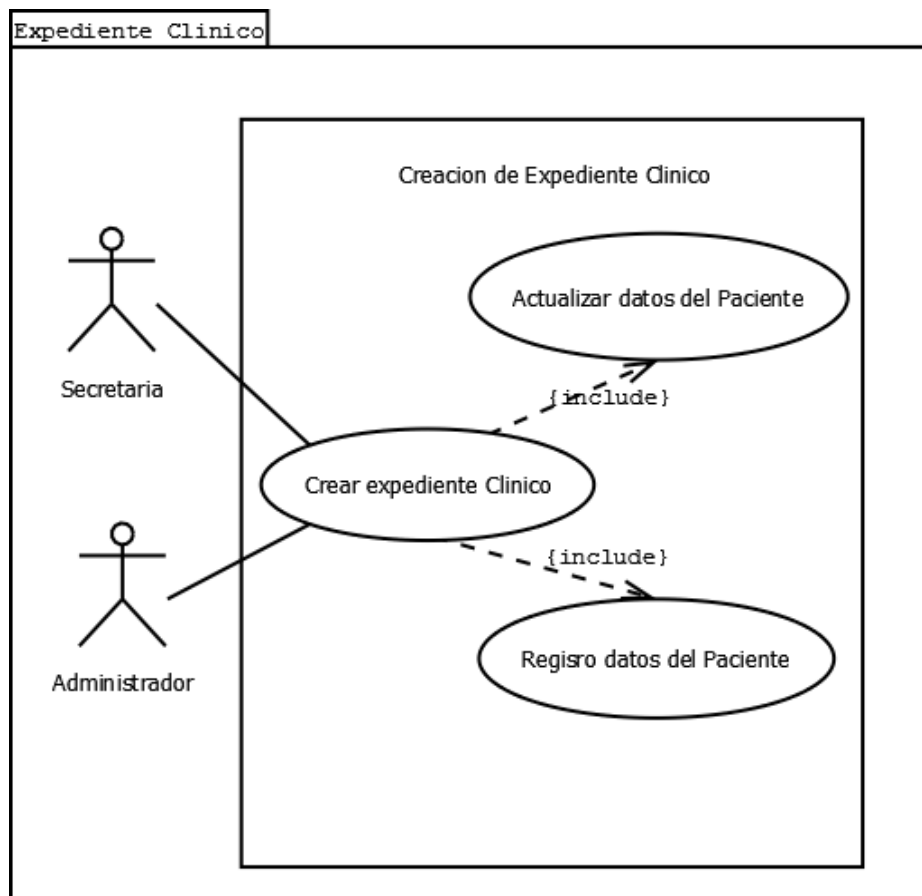 Expediente Clinico
Creacion de Expediente Clinico
Actualizar datos del Paciente
Secretaria
{include}
Crear expediente Clinico
{include}
Regisro datos del Paciente
Administrador